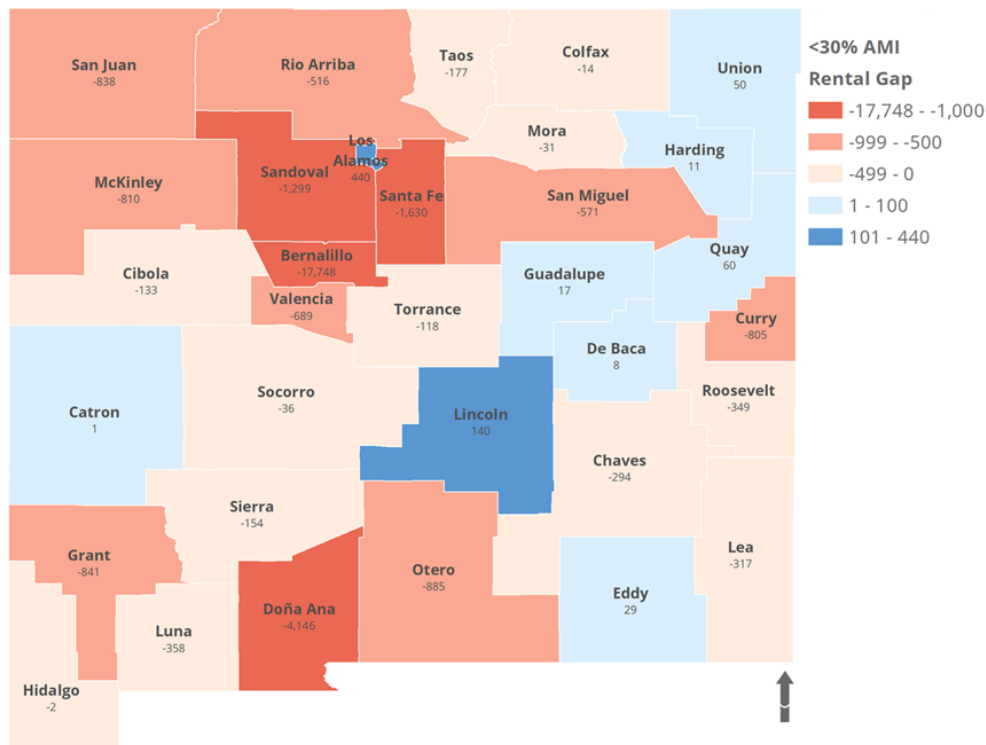 <30% AMI
Rental Gap
-17,748 - -1,000
-999 - -500
-499 - 0
1 - 100
101 - 440
San Juan
-838
Rio Arriba
-516
Taos
-177
Colfax
-14
Union
50
Mora
-31
Harding
11
Los
Alamos
440
McKinley
-810
Sandoval
-1,299
Santa Fe
-1,630
San Miguel
-571
Quay
60
Bernalillo
-17,748
Cibola
-133
Guadalupe
17
Valencia
-689
Torrance
-118
Curry
-805
De Baca
8
Roosevelt
-349
Catron
1
Socorro
-36
Lincoln
140
Chaves
-294
Sierra
-154
Grant
-841
Otero
-885
Lea
-317
Eddy
29
Doña Ana
-4,146
Luna
-358
Hidalgo
-2